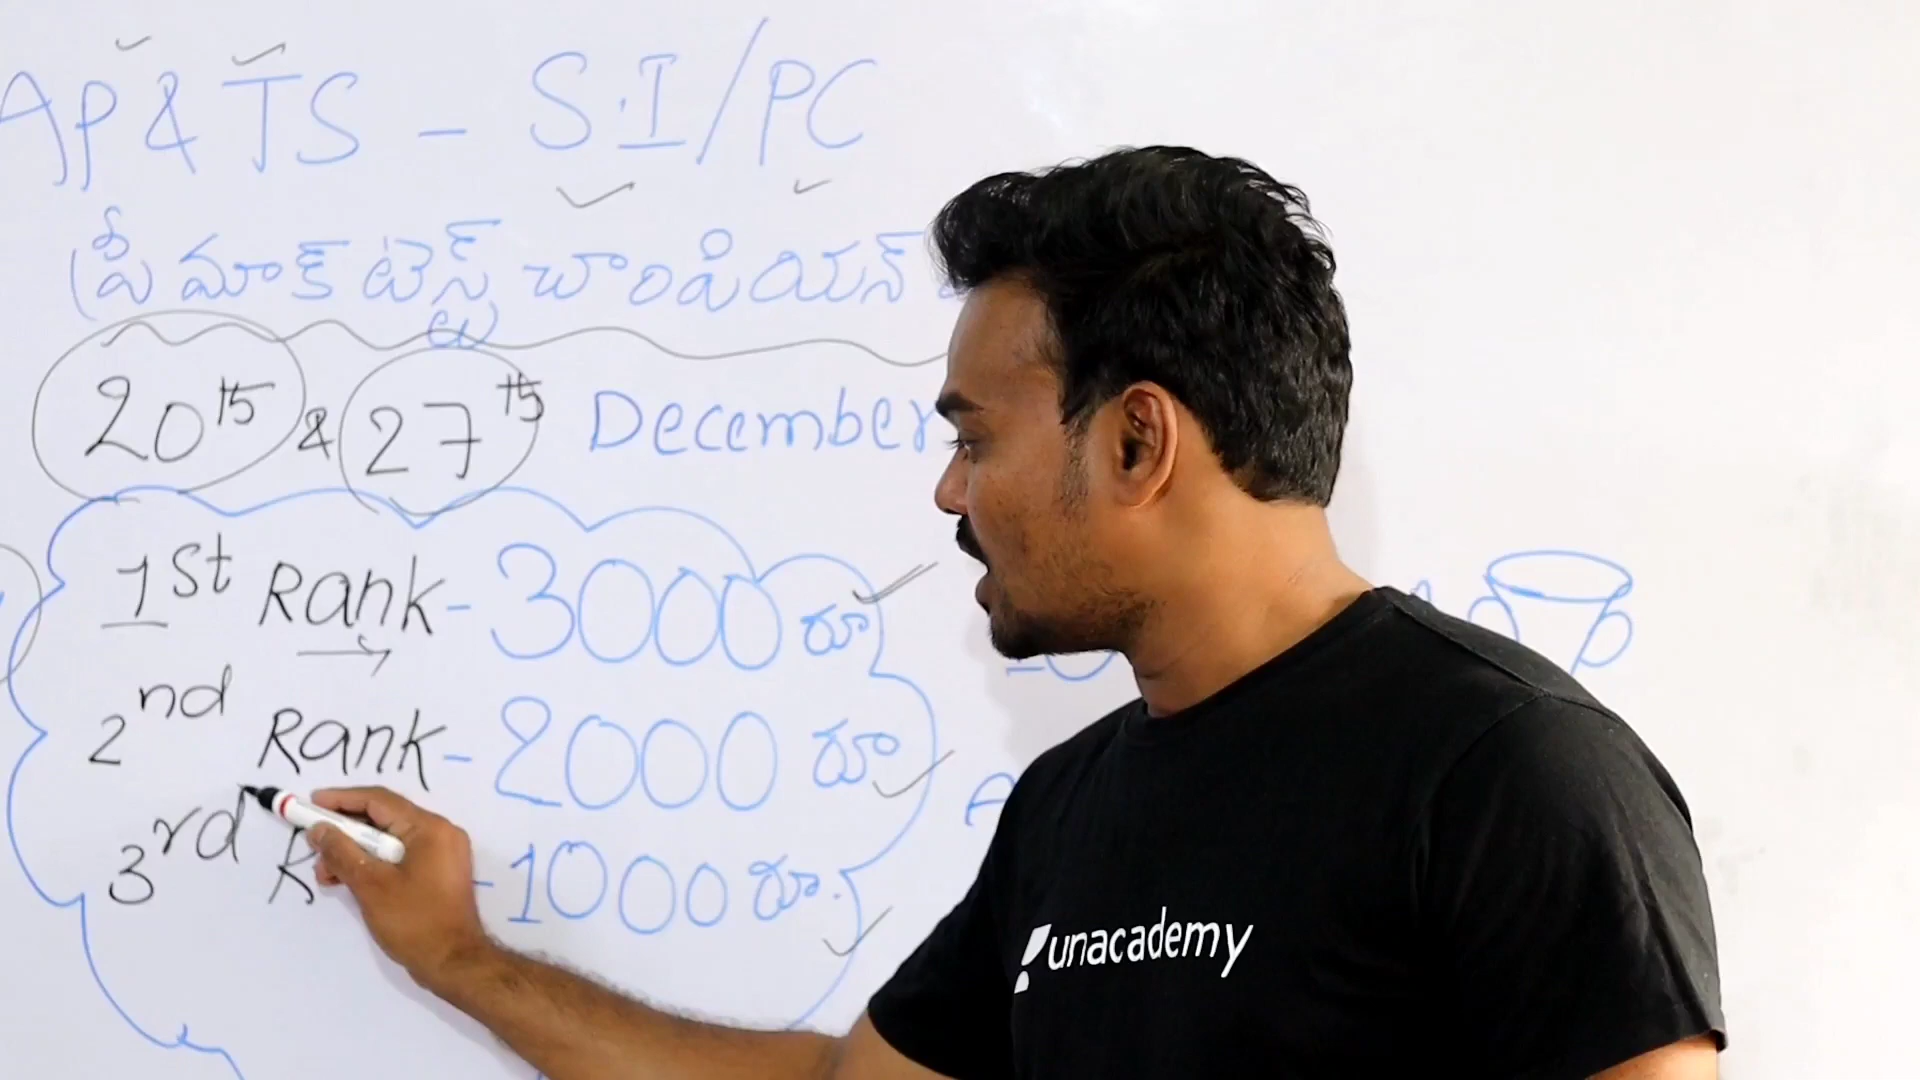 AP & TS - S.I/PC
ఫ్రీ మాక్ టెస్ట్లు చాంపియన్
20th & 27th December
1st Rank - 3000 రూ
2nd Rank - 2000 రూ
3rd R - 1000 రూ.
unacademy